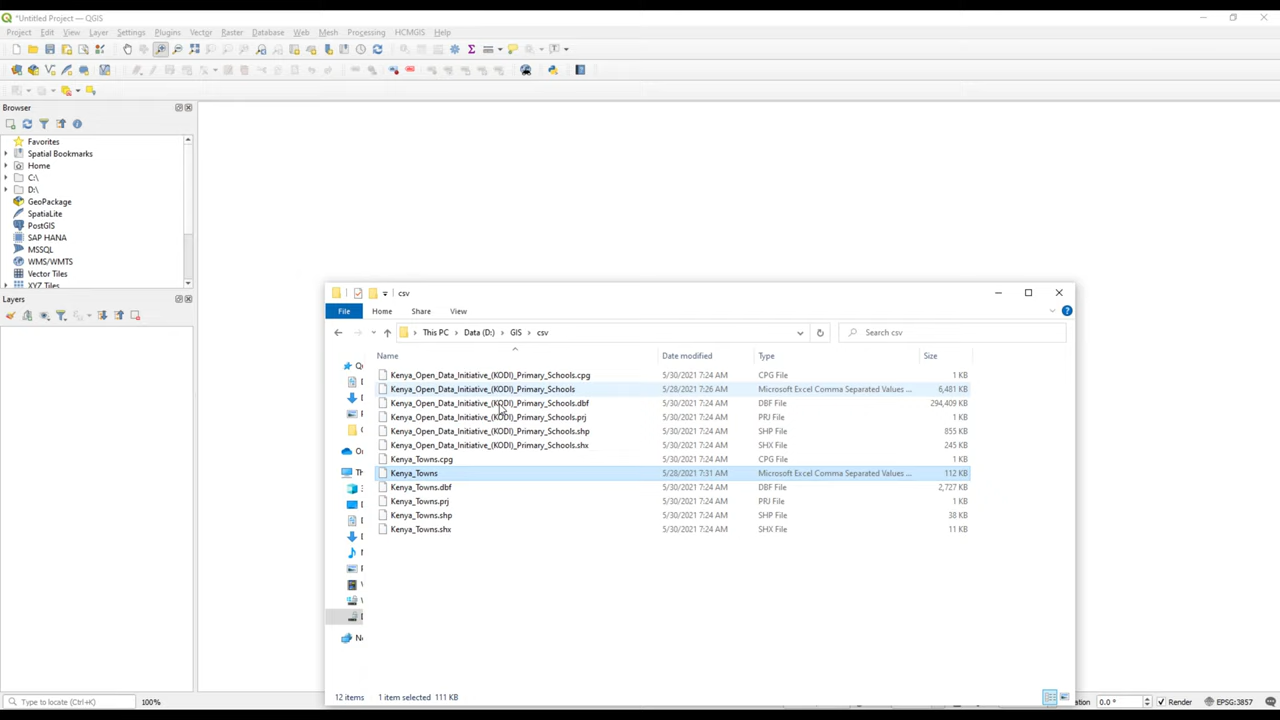 *Untitled Project — QGIS
Project Edit View Layer Settings Plugins Vector Raster Database Web Mesh Processing HCMGIS Help
Browser
Favorites
Spatial Bookmarks
Home
C:\
D:\
GeoPackage
SpatiaLite
PostGIS
SAP HANA
MSSQL
WMS/WMTS
Vector Tiles
XYZ Tiles
Layers
csv
File Home Share View
This PC Data (D:) GIS csv
Search csv
Name Date modified Type Size
Kenya_Open_Data_Initiative_(KODI)_Primary_Schools.cpg 5/30/2021 7:24 AM CPG File 1 KB
Kenya_Open_Data_Initiative_(KODI)_Primary_Schools 5/28/2021 7:26 AM Microsoft Excel Comma Separated Values ... 6,481 KB
Kenya_Open_Data_Initiative_(KODI)_Primary_Schools.dbf 5/30/2021 7:24 AM DBF File 294,409 KB
Kenya_Open_Data_Initiative_(KODI)_Primary_Schools.prj 5/30/2021 7:24 AM PRJ File 1 KB
Kenya_Open_Data_Initiative_(KODI)_Primary_Schools.shp 5/30/2021 7:24 AM SHP File 855 KB
Kenya_Open_Data_Initiative_(KODI)_Primary_Schools.shx 5/30/2021 7:24 AM SHX File 245 KB
Kenya_Towns.cpg 5/30/2021 7:24 AM CPG File 1 KB
Kenya_Towns 5/28/2021 7:31 AM Microsoft Excel Comma Separated Values ... 112 KB
Kenya_Towns.dbf 5/30/2021 7:24 AM DBF File 2,727 KB
Kenya_Towns.prj 5/30/2021 7:24 AM PRJ File 1 KB
Kenya_Towns.shp 5/30/2021 7:24 AM SHP File 38 KB
Kenya_Towns.shx 5/30/2021 7:24 AM SHX File 11 KB
12 items 1 item selected 111 KB
Type to locate (Ctrl+K) 100% 0.0 ° Render EPSG:3857